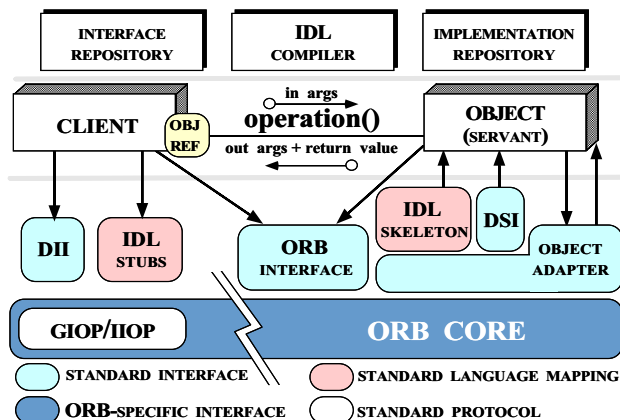 INTERFACE
REPOSITORY
IDL
COMPILER
IMPLEMENTATION
REPOSITORY
CLIENT
OBJ
REF
in args
operation()
out args + return value
OBJECT
(SERVANT)
DII
IDL
STUBS
ORB
INTERFACE
IDL
SKELETON
DSI
OBJECT
ADAPTER
GIOP/IIOP
ORB CORE
STANDARD INTERFACE
STANDARD LANGUAGE MAPPING
ORB-SPECIFIC INTERFACE
STANDARD PROTOCOL